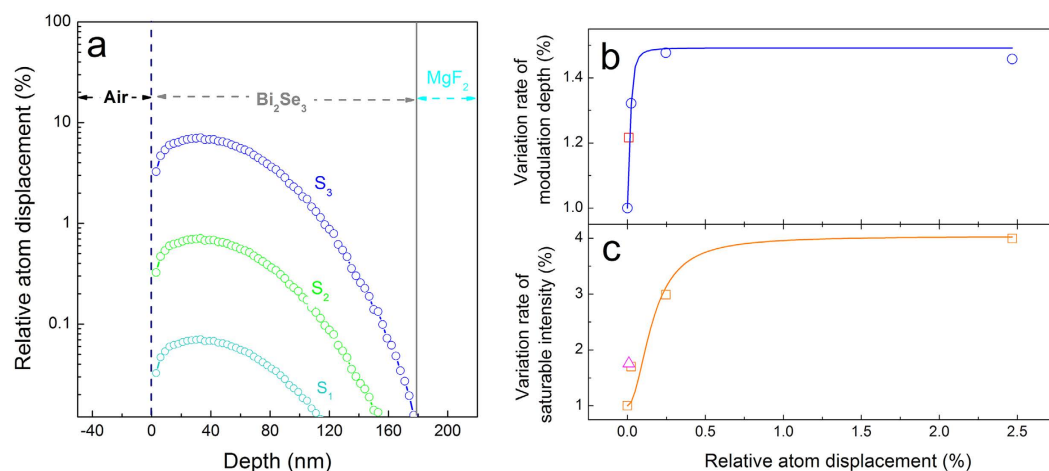 a
100
10
1
0.1
Relative atom displacement (%)
Air
Bi₂Se₃
MgF₂
S₃
S₂
S₁
-40 0 40 80 120 160 200
Depth (nm)
b
1.4
1.2
1.0
Variation rate of
modulation depth (%)
c
4
3
2
1
Variation rate of
saturable intensity (%)
0.0 0.5 1.0 1.5 2.0 2.5
Relative atom displacement (%)